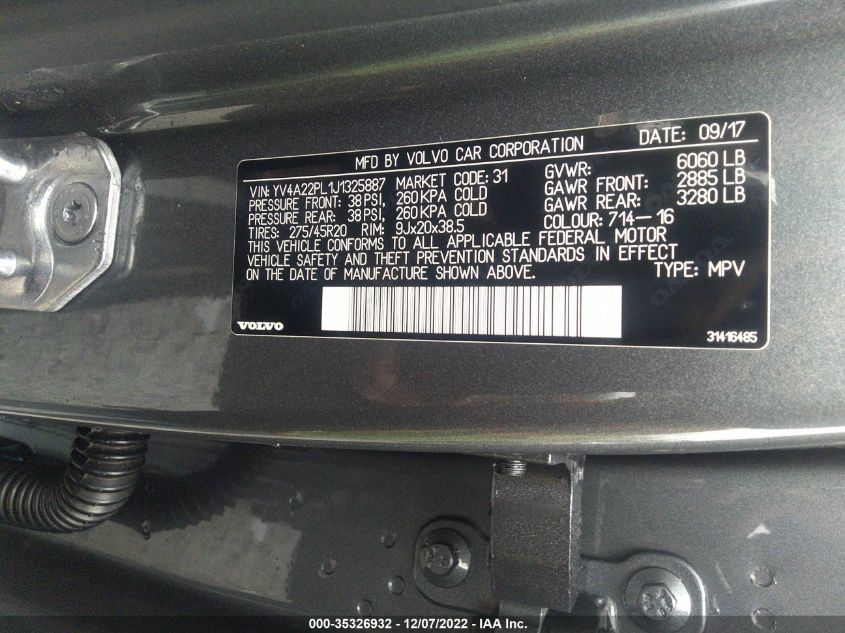 MFD BY VOLVO CAR CORPORATION DATE: 09/17
VIN: YV4A22PL1J1325887 MARKET CODE: 31 GVWR: 6060 LB
PRESSURE FRONT: 38 PSI, 260 KPA COLD GAWR FRONT: 2885 LB
PRESSURE REAR: 38 PSI, 260 KPA COLD GAWR REAR: 3280 LB
TIRES: 275/45R20 RIM: 9Jx20x38.5 COLOUR: 714-16
THIS VEHICLE CONFORMS TO ALL APPLICABLE FEDERAL MOTOR
VEHICLE SAFETY AND THEFT PREVENTION STANDARDS IN EFFECT
ON THE DATE OF MANUFACTURE SHOWN ABOVE. TYPE: MPV
VOLVO 31416485
000-35326932 - 12/07/2022 - IAA Inc.